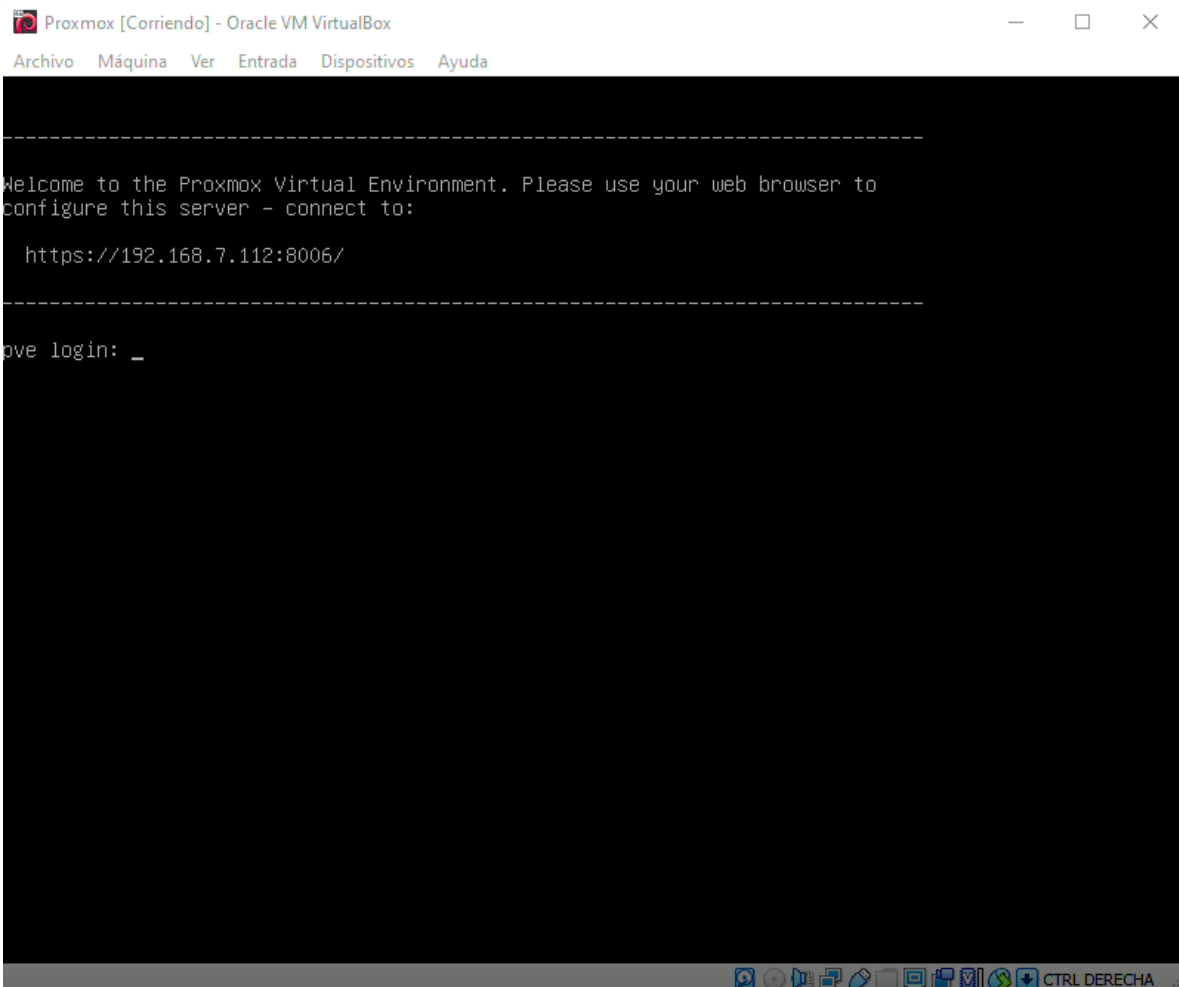 Proxmox [Corriendo] - Oracle VM VirtualBox
Archivo Máquina Ver Entrada Dispositivos Ayuda
------------------------------------------------------------------------------
Welcome to the Proxmox Virtual Environment. Please use your web browser to
configure this server - connect to:
https://192.168.7.112:8006/
------------------------------------------------------------------------------
pve login: _
CTRL DERECHA